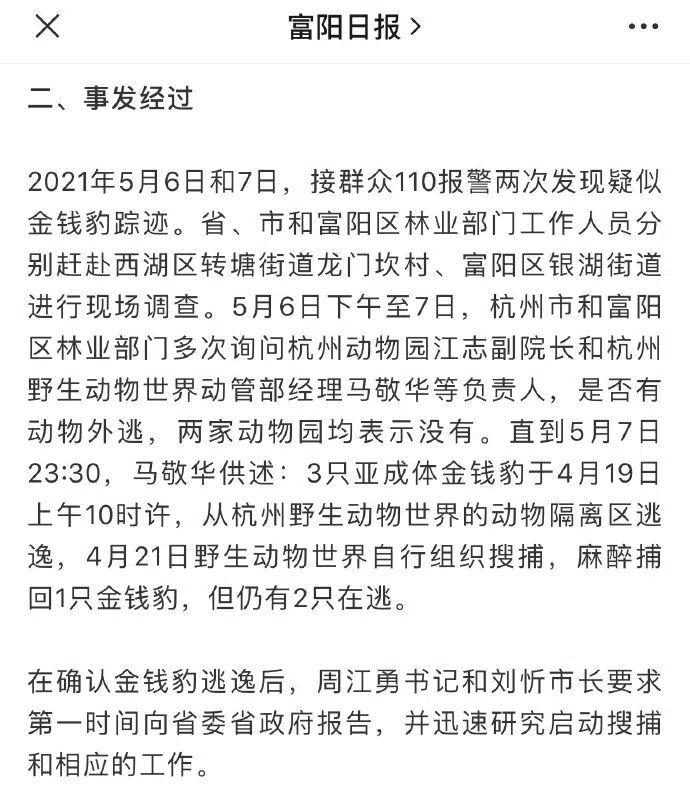 富阳日报
二、事发经过
2021年5月6日和7日，接群众110报警两次发现疑似
金钱豹踪迹。省、市和富阳区林业部门工作人员分
别赶赴西湖区转塘街道龙门坎村、富阳区银湖街道
进行现场调查。5月6日下午至7日，杭州市和富阳
区林业部门多次询问杭州动物园江志副院长和杭州
野生动物世界动管部经理马敬华等负责人，是否有
动物外逃，两家动物园均表示没有。直到5月7日
23:30，马敬华供述：3只亚成体金钱豹于4月19日
上午10时许，从杭州野生动物世界的动物隔离区逃
逸，4月21日野生动物世界自行组织搜捕，麻醉捕
回1只金钱豹，但仍有2只在逃。
在确认金钱豹逃逸后，周江勇书记和刘忻市长要求
第一时间向省委省政府报告，并迅速研究启动搜捕
和相应的工作。